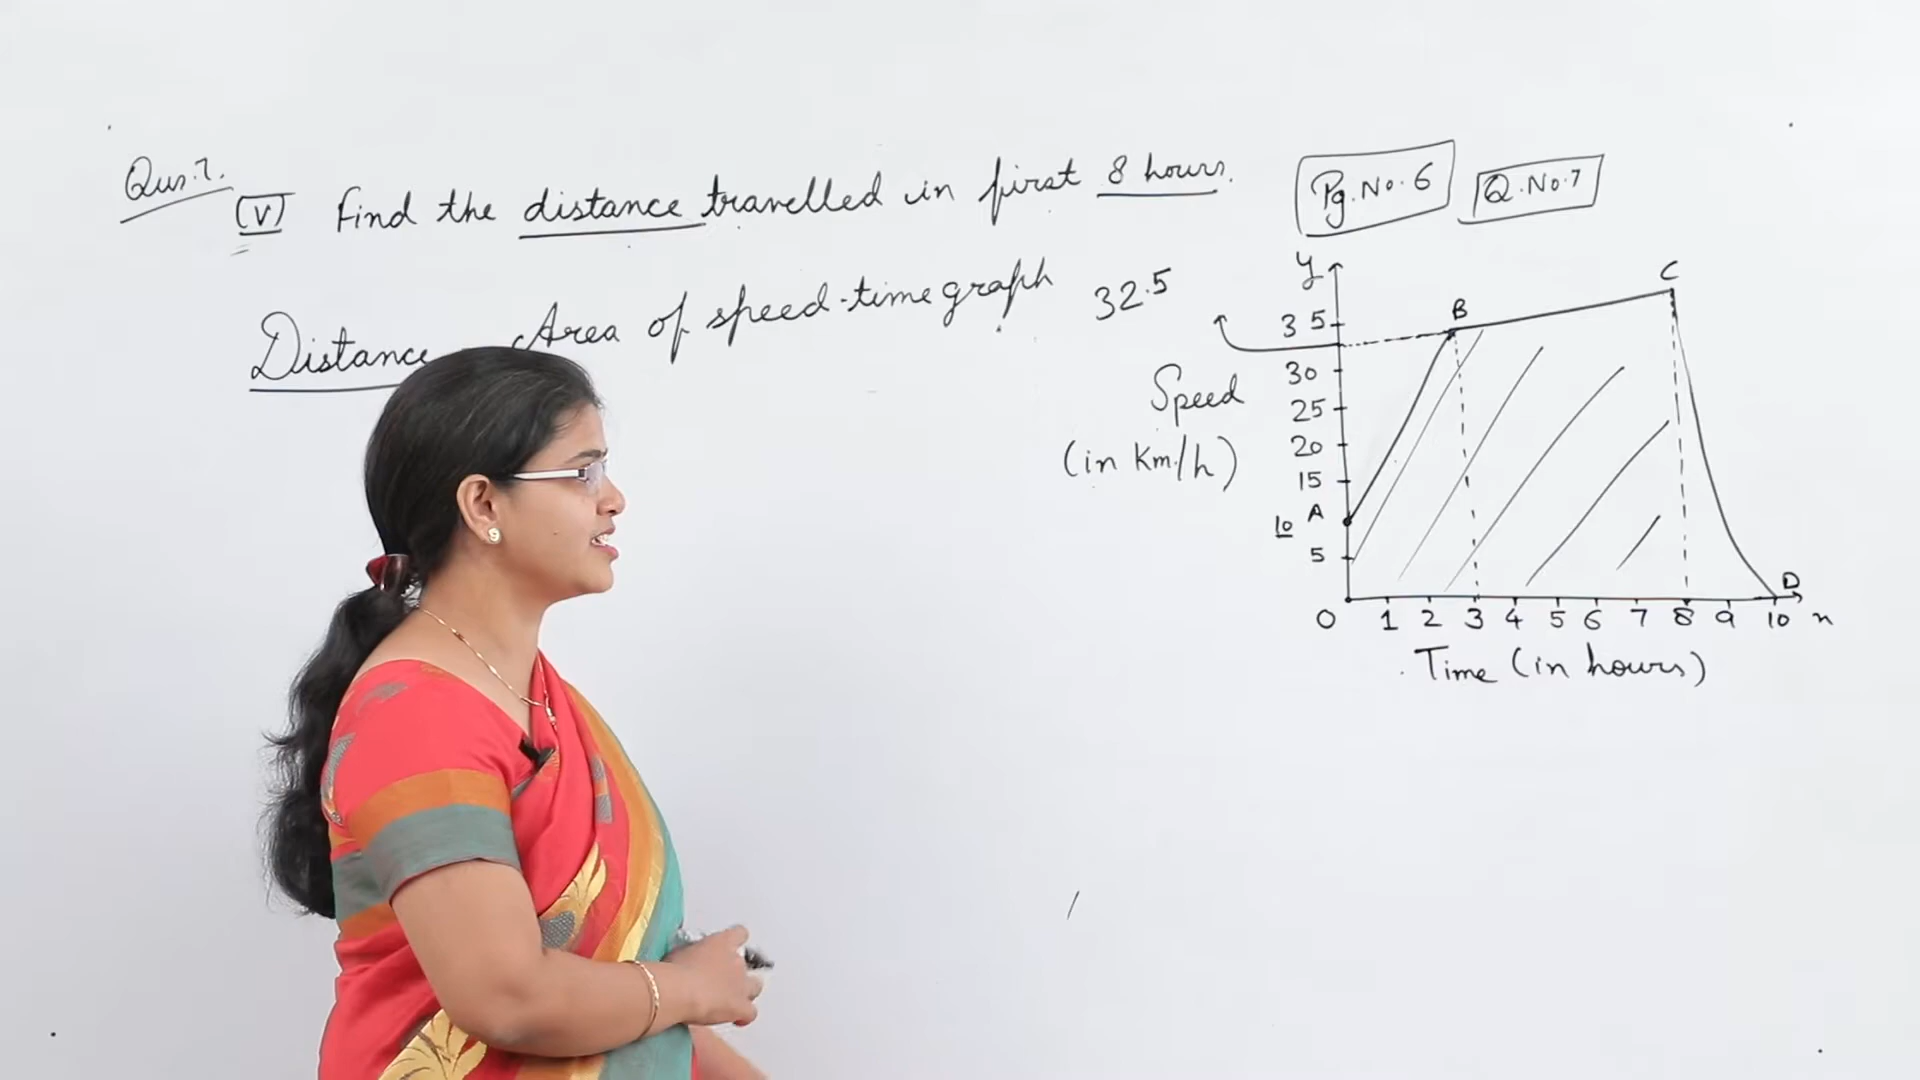 Qus.7.
(V) Find the distance travelled in first 8 hours.
Pg.No.6
Q.No.7
Distance = Area of speed-time graph
32.5
Speed
(in Km/h)
y
35
30
25
20
15
10
5
A
B
C
D
0 1 2 3 4 5 6 7 8 9 10 x
Time (in hours)